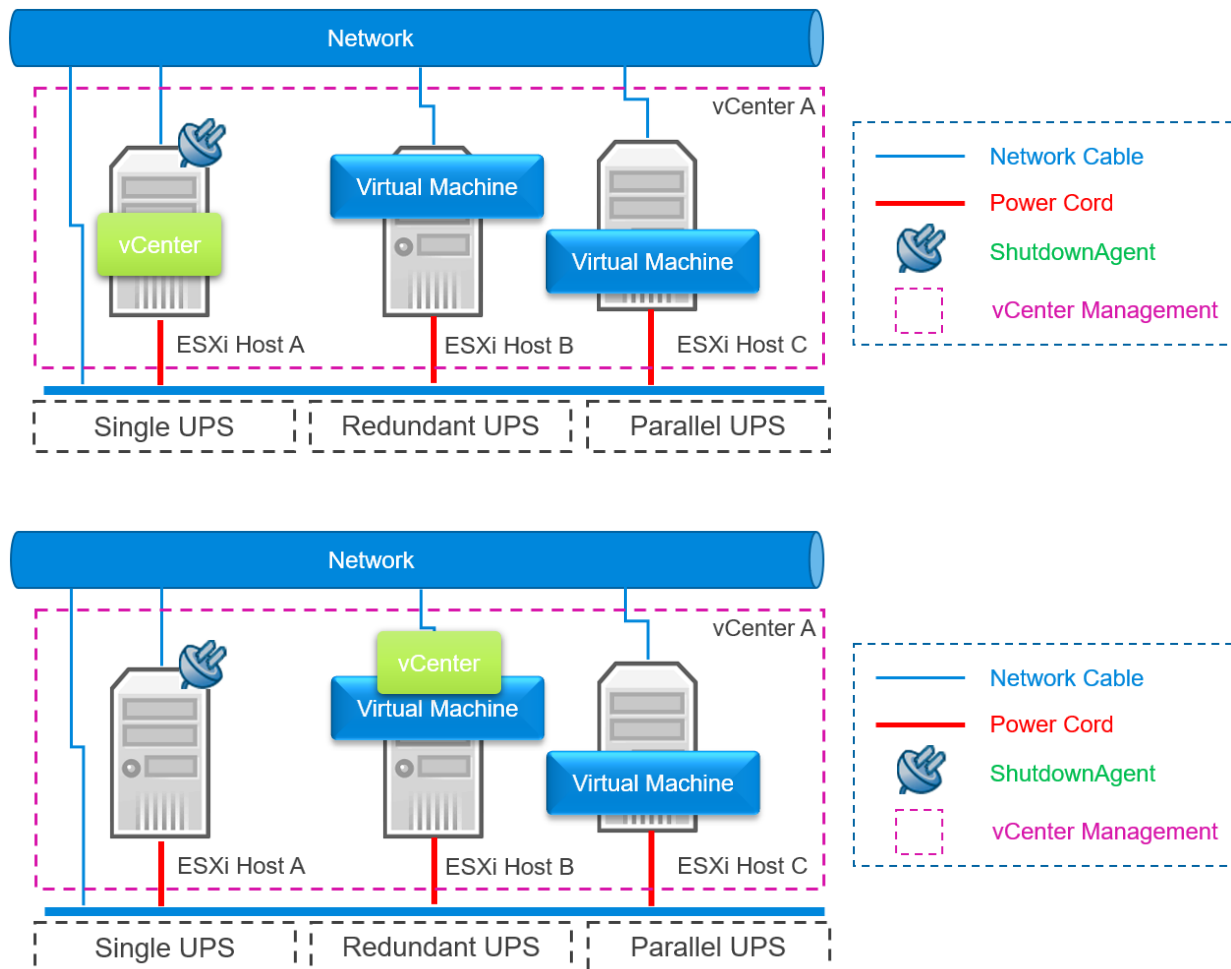 Network
vCenter A
Virtual Machine
vCenter
Virtual Machine
ESXi Host A
ESXi Host B
ESXi Host C
Single UPS
Redundant UPS
Parallel UPS
Network Cable
Power Cord
ShutdownAgent
vCenter Management
Network
vCenter A
vCenter
Virtual Machine
Virtual Machine
ESXi Host A
ESXi Host B
ESXi Host C
Single UPS
Redundant UPS
Parallel UPS
Network Cable
Power Cord
ShutdownAgent
vCenter Management